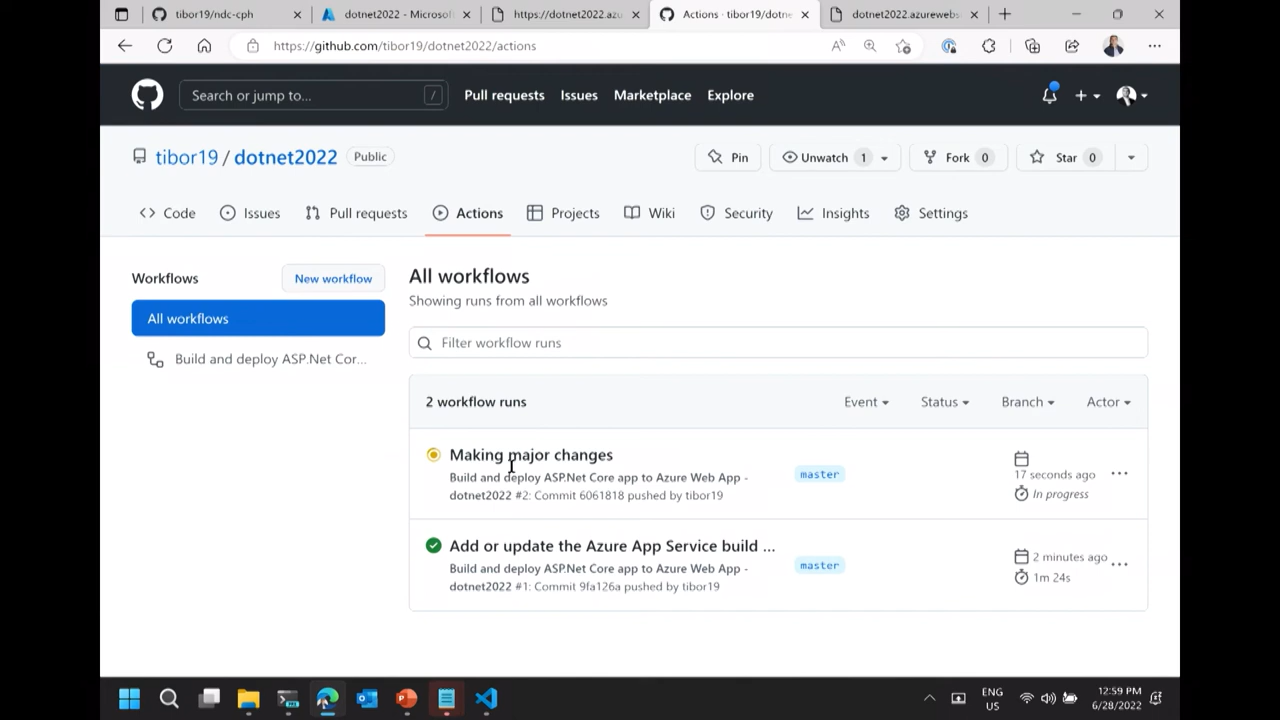 tibor19/ndc-cph
dotnet2022 - Microsof
https://dotnet2022.azu
Actions · tibor19/dotne
dotnet2022.azurewebs
https://github.com/tibor19/dotnet2022/actions
Search or jump to... /
Pull requests
Issues
Marketplace
Explore
tibor19 / dotnet2022 Public
Pin
Unwatch 1
Fork 0
Star 0
Code
Issues
Pull requests
Actions
Projects
Wiki
Security
Insights
Settings
Workflows
New workflow
All workflows
Build and deploy ASP.Net Cor...
All workflows
Showing runs from all workflows
Filter workflow runs
2 workflow runs
Event
Status
Branch
Actor
Making major changes
Build and deploy ASP.Net Core app to Azure Web App -
dotnet2022 #2: Commit 6061818 pushed by tibor19
master
17 seconds ago
In progress
Add or update the Azure App Service build ...
Build and deploy ASP.Net Core app to Azure Web App -
dotnet2022 #1: Commit 9fa126a pushed by tibor19
master
2 minutes ago
1m 24s
ENG
US
12:59 PM
6/28/2022